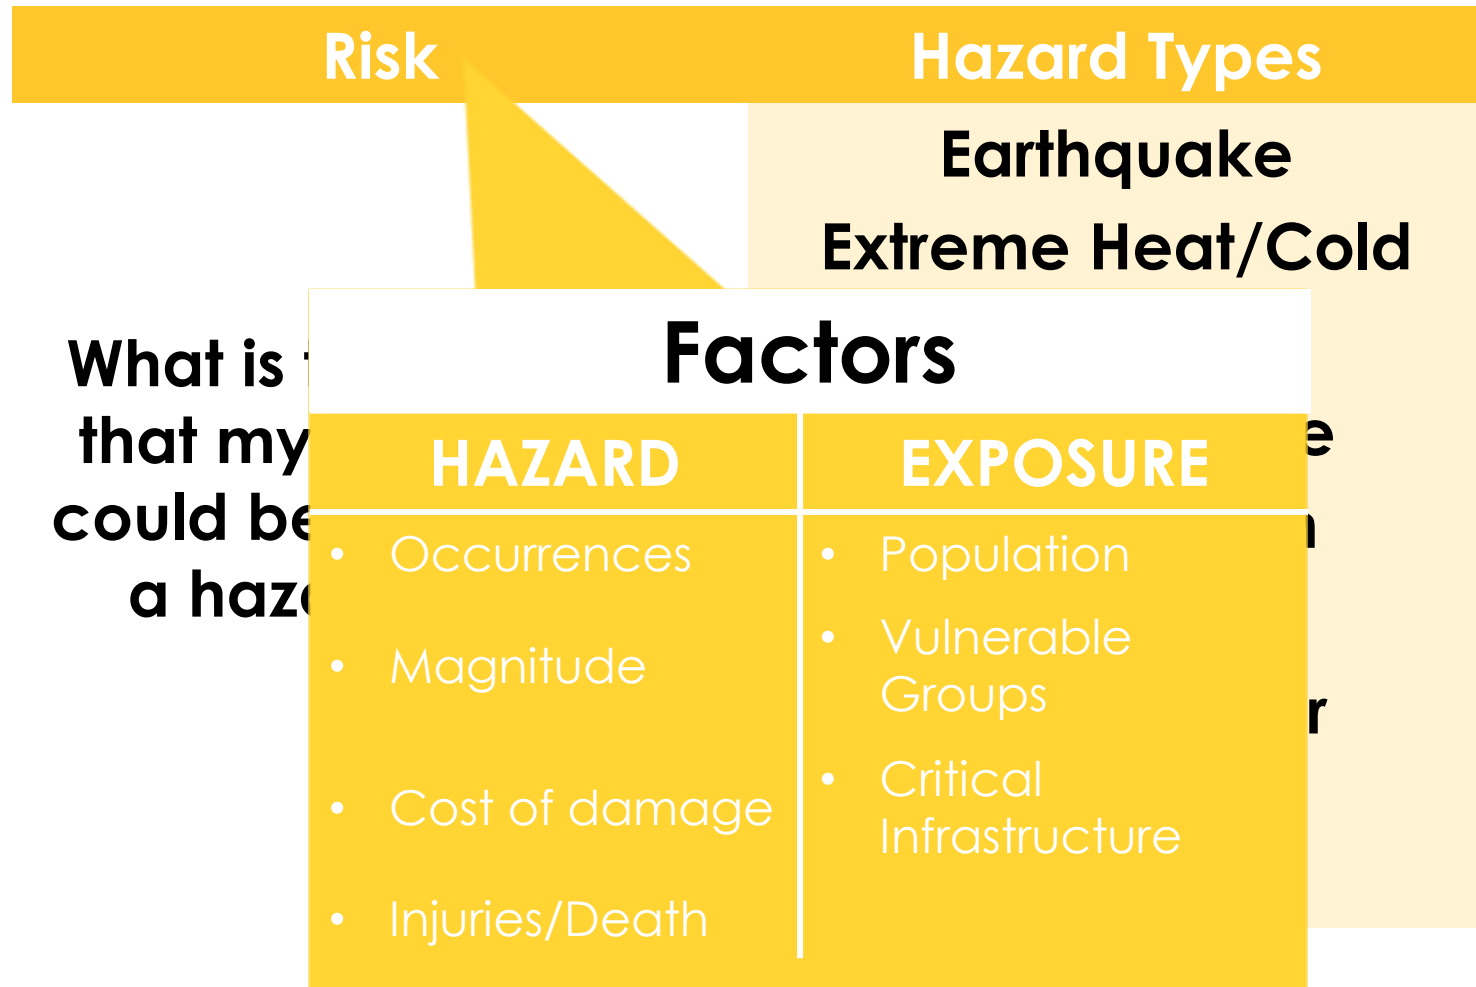 Risk
Hazard Types
Earthquake
Extreme Heat/Cold
What is
that my
could be
a
Factors
HAZARD
EXPOSURE
• Occurrences
• Magnitude
• Cost of damage
• Injuries/Death
• Population
• Vulnerable
Groups
• Critical
Infrastructure